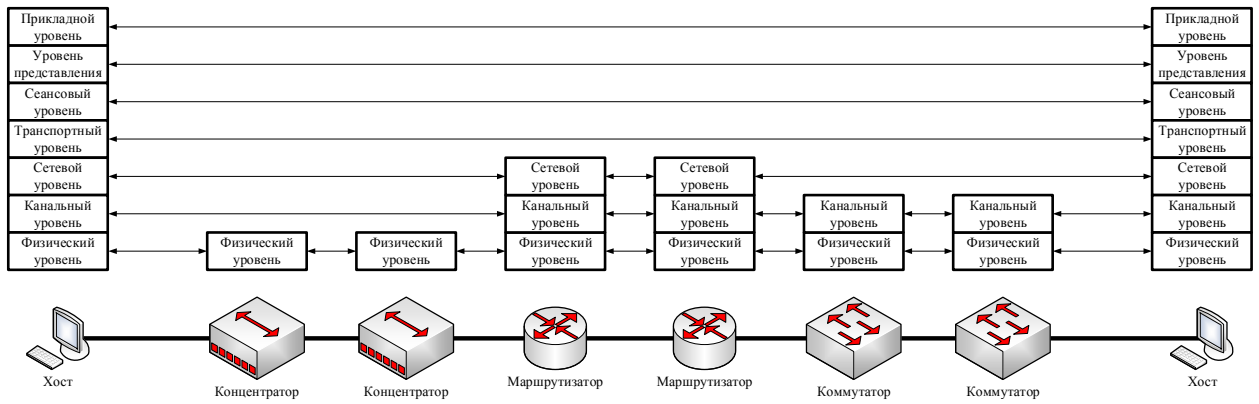 Прикладной
уровень
Прикладной
уровень
Уровень
представления
Уровень
представления
Сеансовый
уровень
Сеансовый
уровень
Транспортный
уровень
Транспортный
уровень
Сетевой
уровень
Сетевой
уровень
Сетевой
уровень
Сетевой
уровень
Канальный
уровень
Канальный
уровень
Канальный
уровень
Канальный
уровень
Канальный
уровень
Канальный
уровень
Физический
уровень
Физический
уровень
Физический
уровень
Физический
уровень
Физический
уровень
Физический
уровень
Физический
уровень
Физический
уровень
Хост
Концентратор
Концентратор
Маршрутизатор
Маршрутизатор
Коммутатор
Коммутатор
Хост